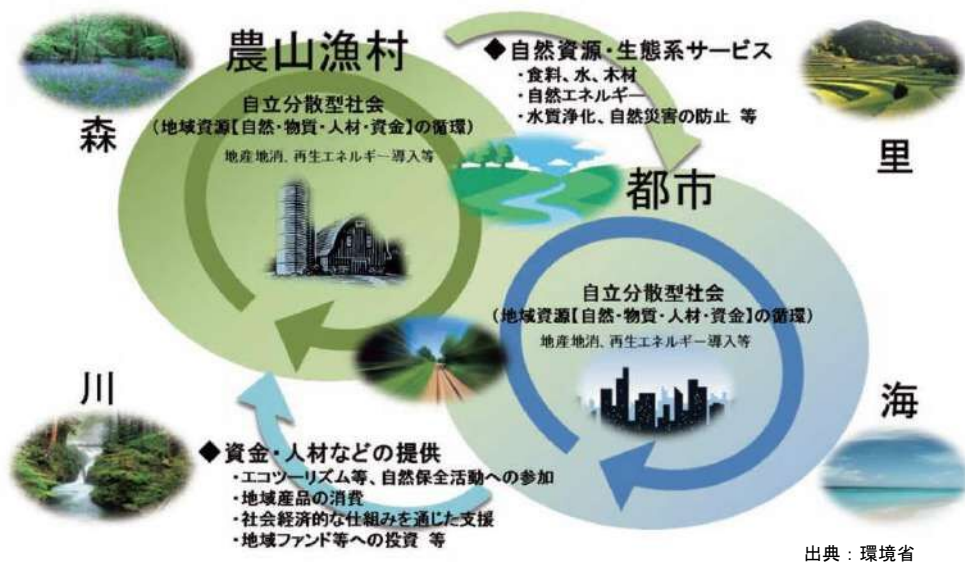 農山漁村
自立分散型社会
(地域資源【自然・物質・人材・資金】の循環)
地産地消、再生エネルギー導入等
◆自然資源・生態系サービス
・食料、水、木材
・自然エネルギー
・水質浄化、自然災害の防止 等
森
里
都市
自立分散型社会
(地域資源【自然・物質・人材・資金】の循環)
地産地消、再生エネルギー導入等
川
海
◆資金・人材などの提供
・エコツーリズム等、自然保全活動への参加
・地域産品の消費
・社会経済的な仕組みを通じた支援
・地域ファンド等への投資 等
出典：環境省